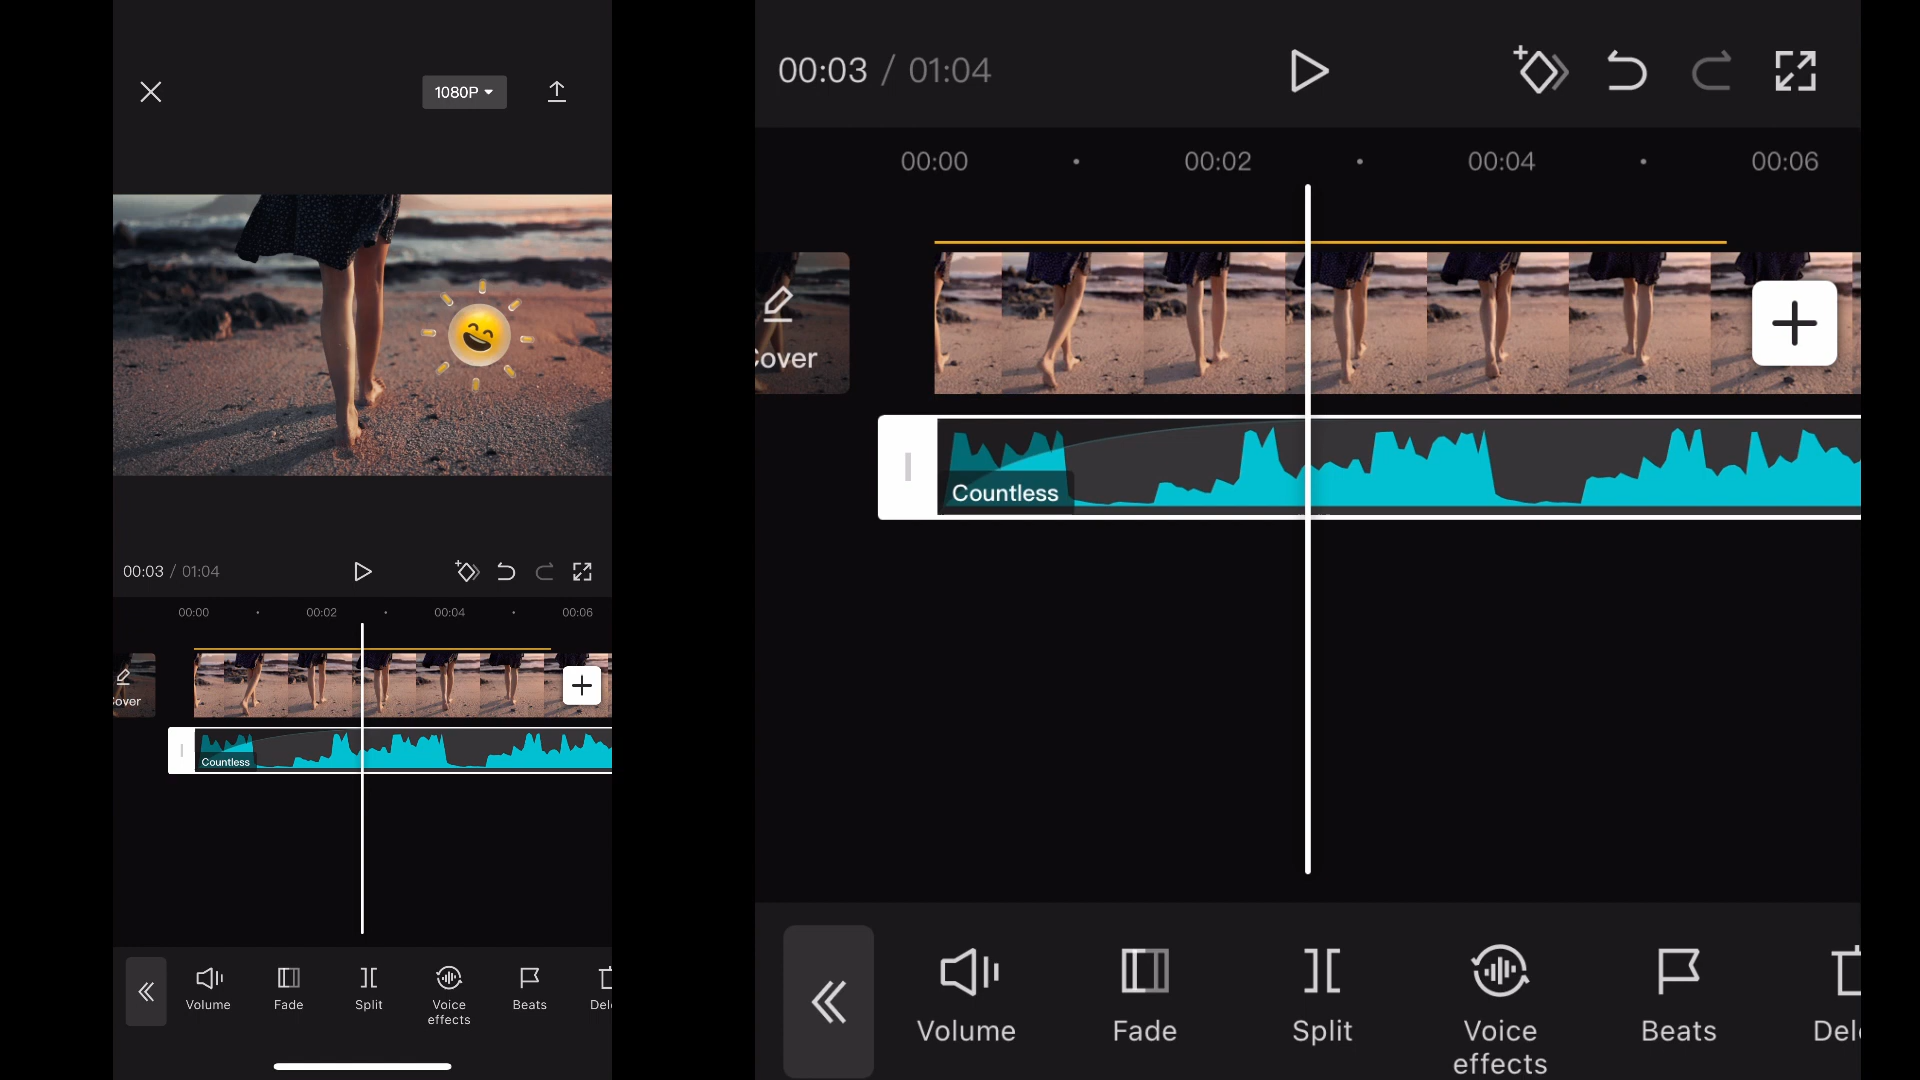 1080P
00:03 / 01:04
00:00
00:02
00:04
00:06
over
Countless
Volume
Fade
Split
Voice
effects
Beats
Del
00:03 / 01:04
00:00
00:02
00:04
00:06
Cover
Countless
Volume
Fade
Split
Voice
effects
Beats
Del